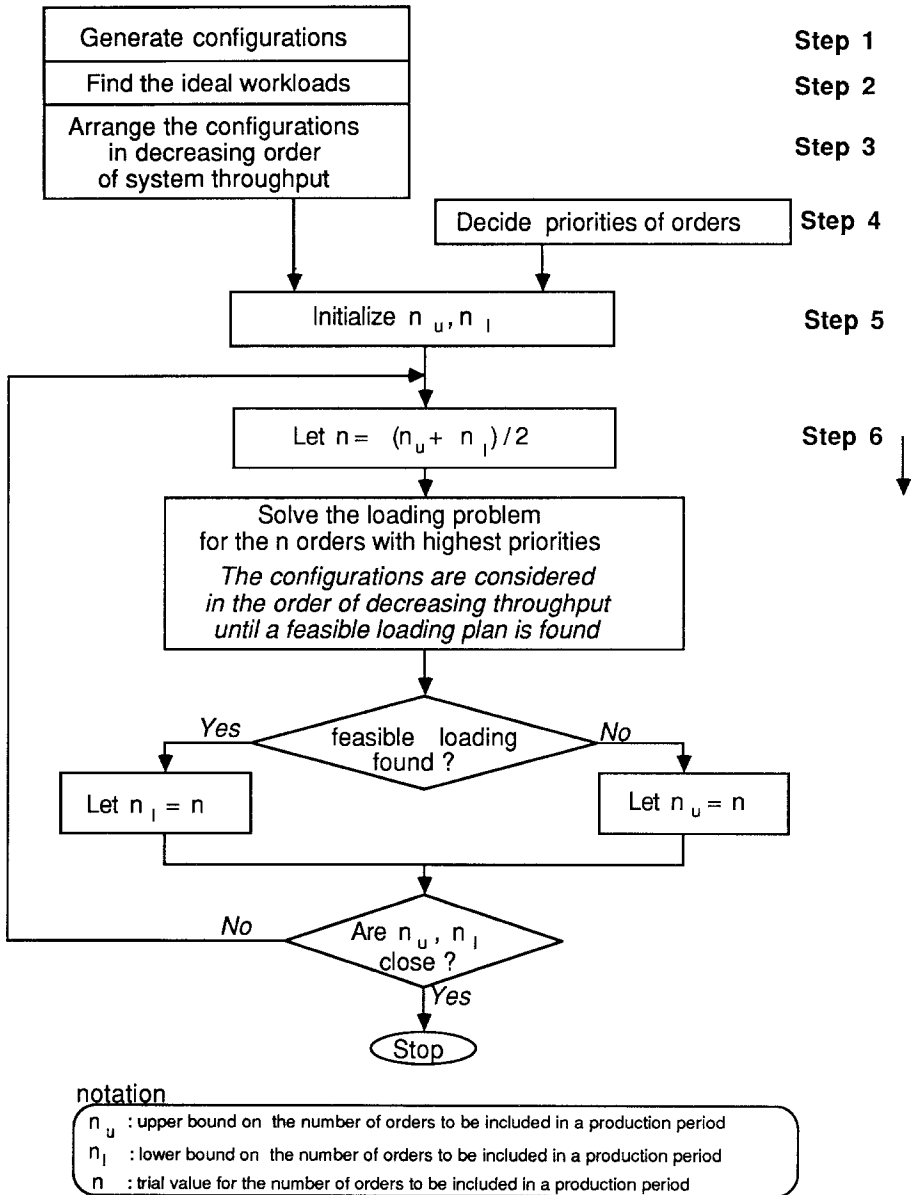 Generate configurations
Step 1
Find the ideal workloads
Step 2
Arrange the configurations
in decreasing order
of system throughput
Step 3
Decide priorities of orders
Step 4
Initialize n u, n l
Step 5
Let n = (n u + n l) / 2
Step 6
Solve the loading problem
for the n orders with highest priorities
The configurations are considered
in the order of decreasing throughput
until a feasible loading plan is found
Yes
feasible loading
found ?
No
Let n l = n
Let n u = n
No
Are n u, n l
close ?
Yes
Stop
notation
n u : upper bound on the number of orders to be included in a production period
n l : lower bound on the number of orders to be included in a production period
n : trial value for the number of orders to be included in a production period